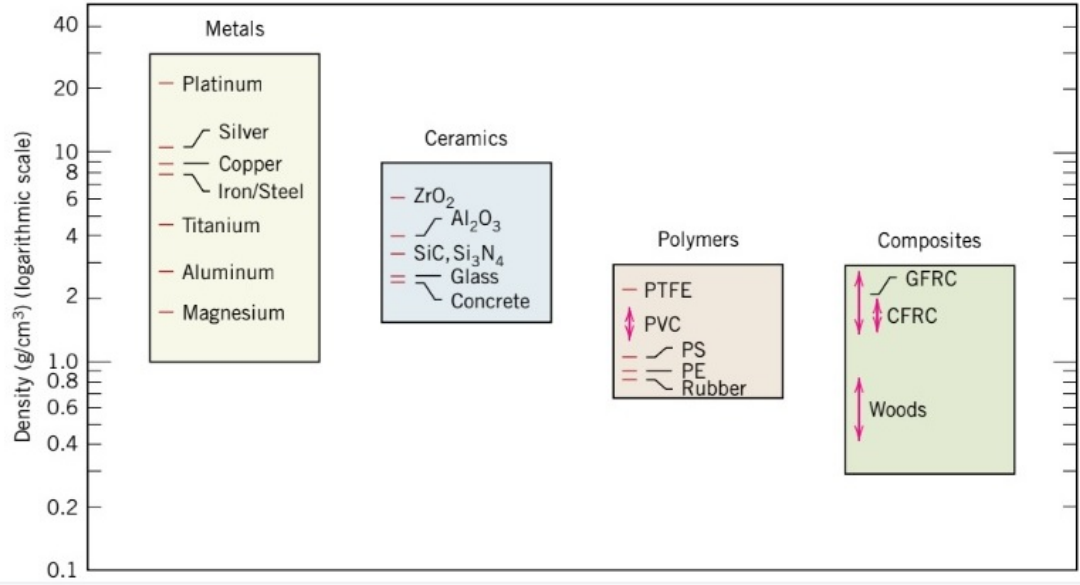 Density (g/cm³) (logarithmic scale)
40
20
10
8
6
4
2
1.0
0.8
0.6
0.4
0.2
0.1
Metals
Platinum
Silver
Copper
Iron/Steel
Titanium
Aluminum
Magnesium
Ceramics
ZrO₂
Al₂O₃
SiC, Si₃N₄
Glass
Concrete
Polymers
PTFE
PVC
PS
PE
Rubber
Composites
GFRC
CFRC
Woods